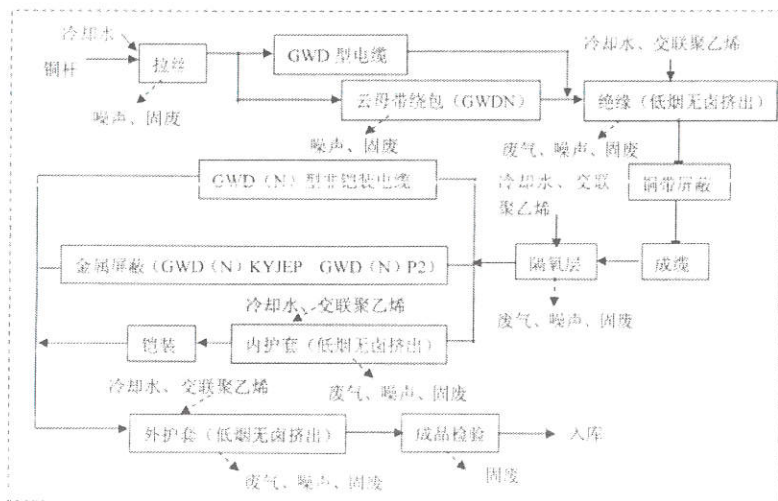 冷却水
铜杆
拉丝
噪声、固废
GWD 型电缆
云母带绕包（GWDN）
噪声、固废
冷却水、交联聚乙烯
绝缘（低烟无卤挤出）
废气、噪声、固废
铜带屏蔽
GWD（N）型非铠装电缆
冷却水、交联
聚乙烯
金属屏蔽（GWD（N）KYJEP GWD（N）P2）
隔氧层
成缆
废气、噪声、固废
冷却水、交联聚乙烯
铠装
内护套（低烟无卤挤出）
废气、噪声、固废
冷却水、交联聚乙烯
外护套（低烟无卤挤出）
成品检验
入库
废气、噪声、固废
固废